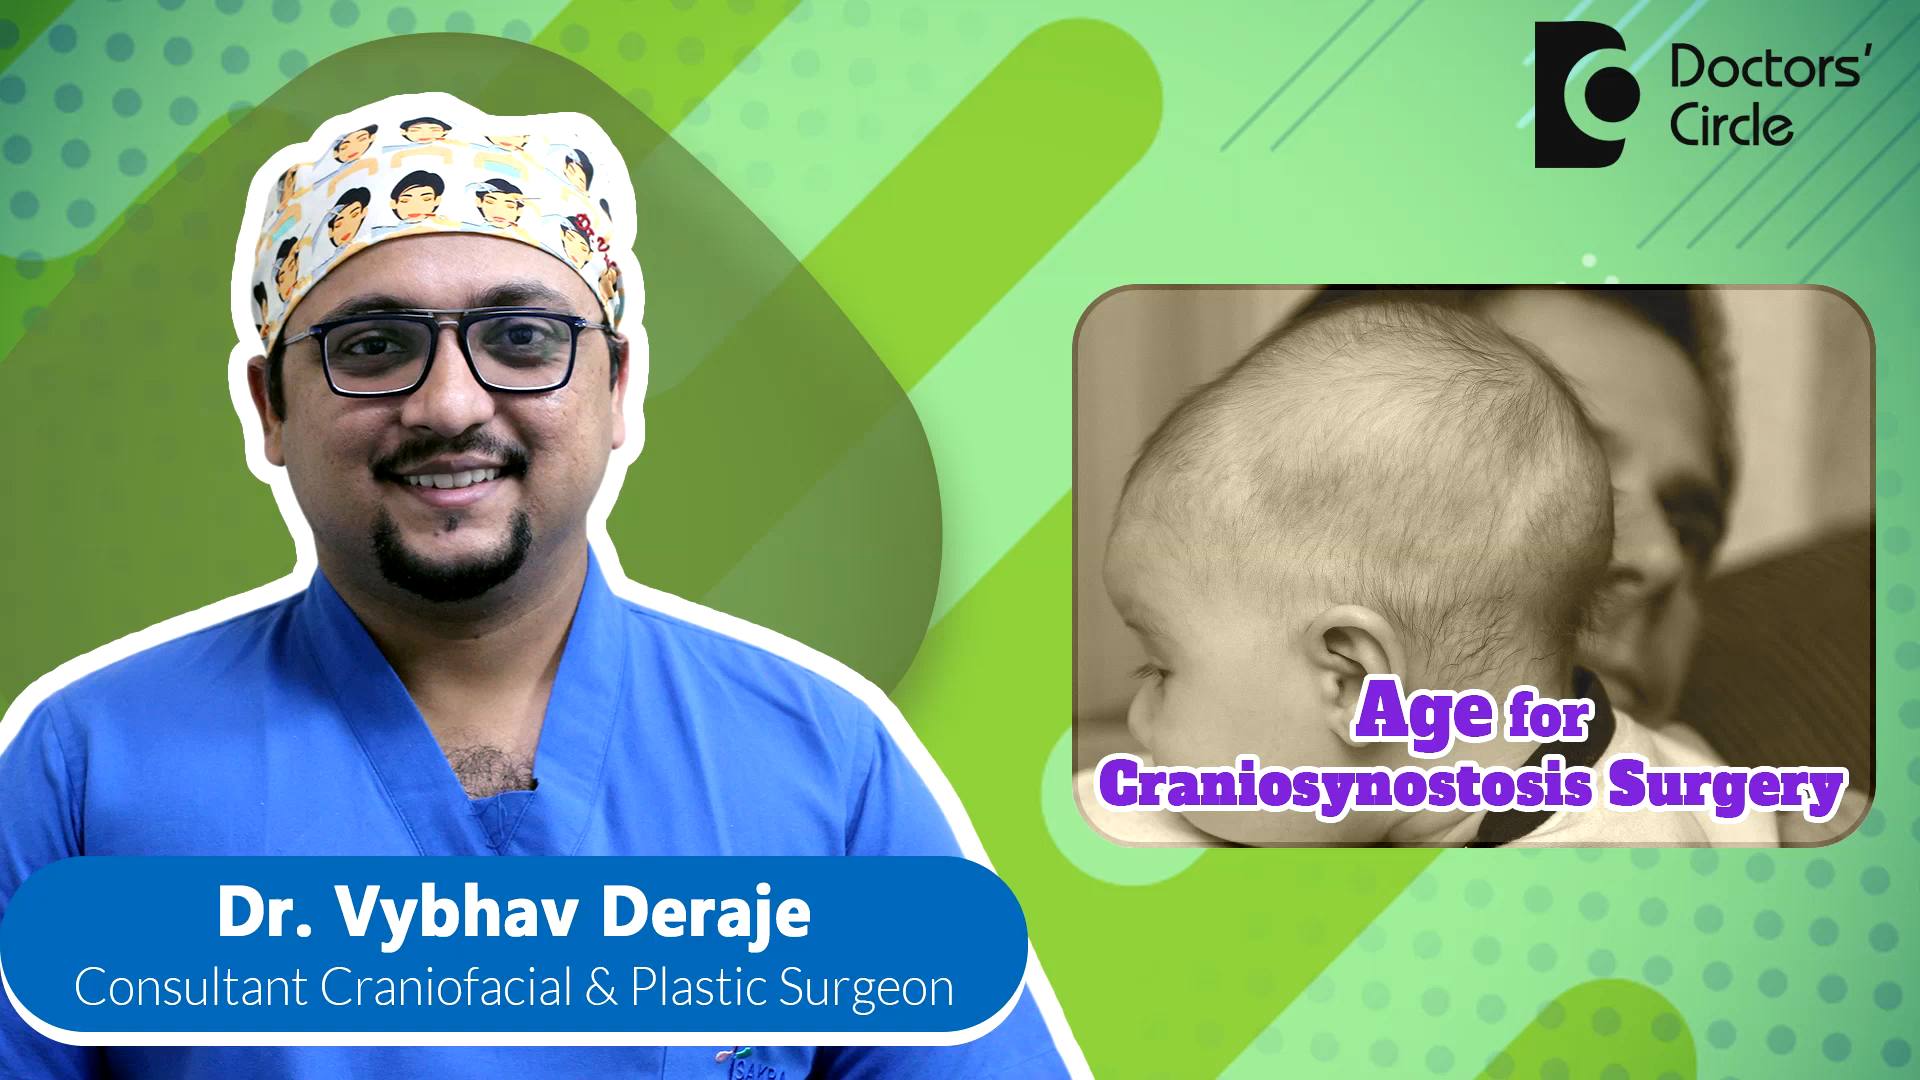 Doctors'
Circle
Age for
Craniosynostosis Surgery
Dr. Vybhav Deraje
Consultant Craniofacial & Plastic Surgeon